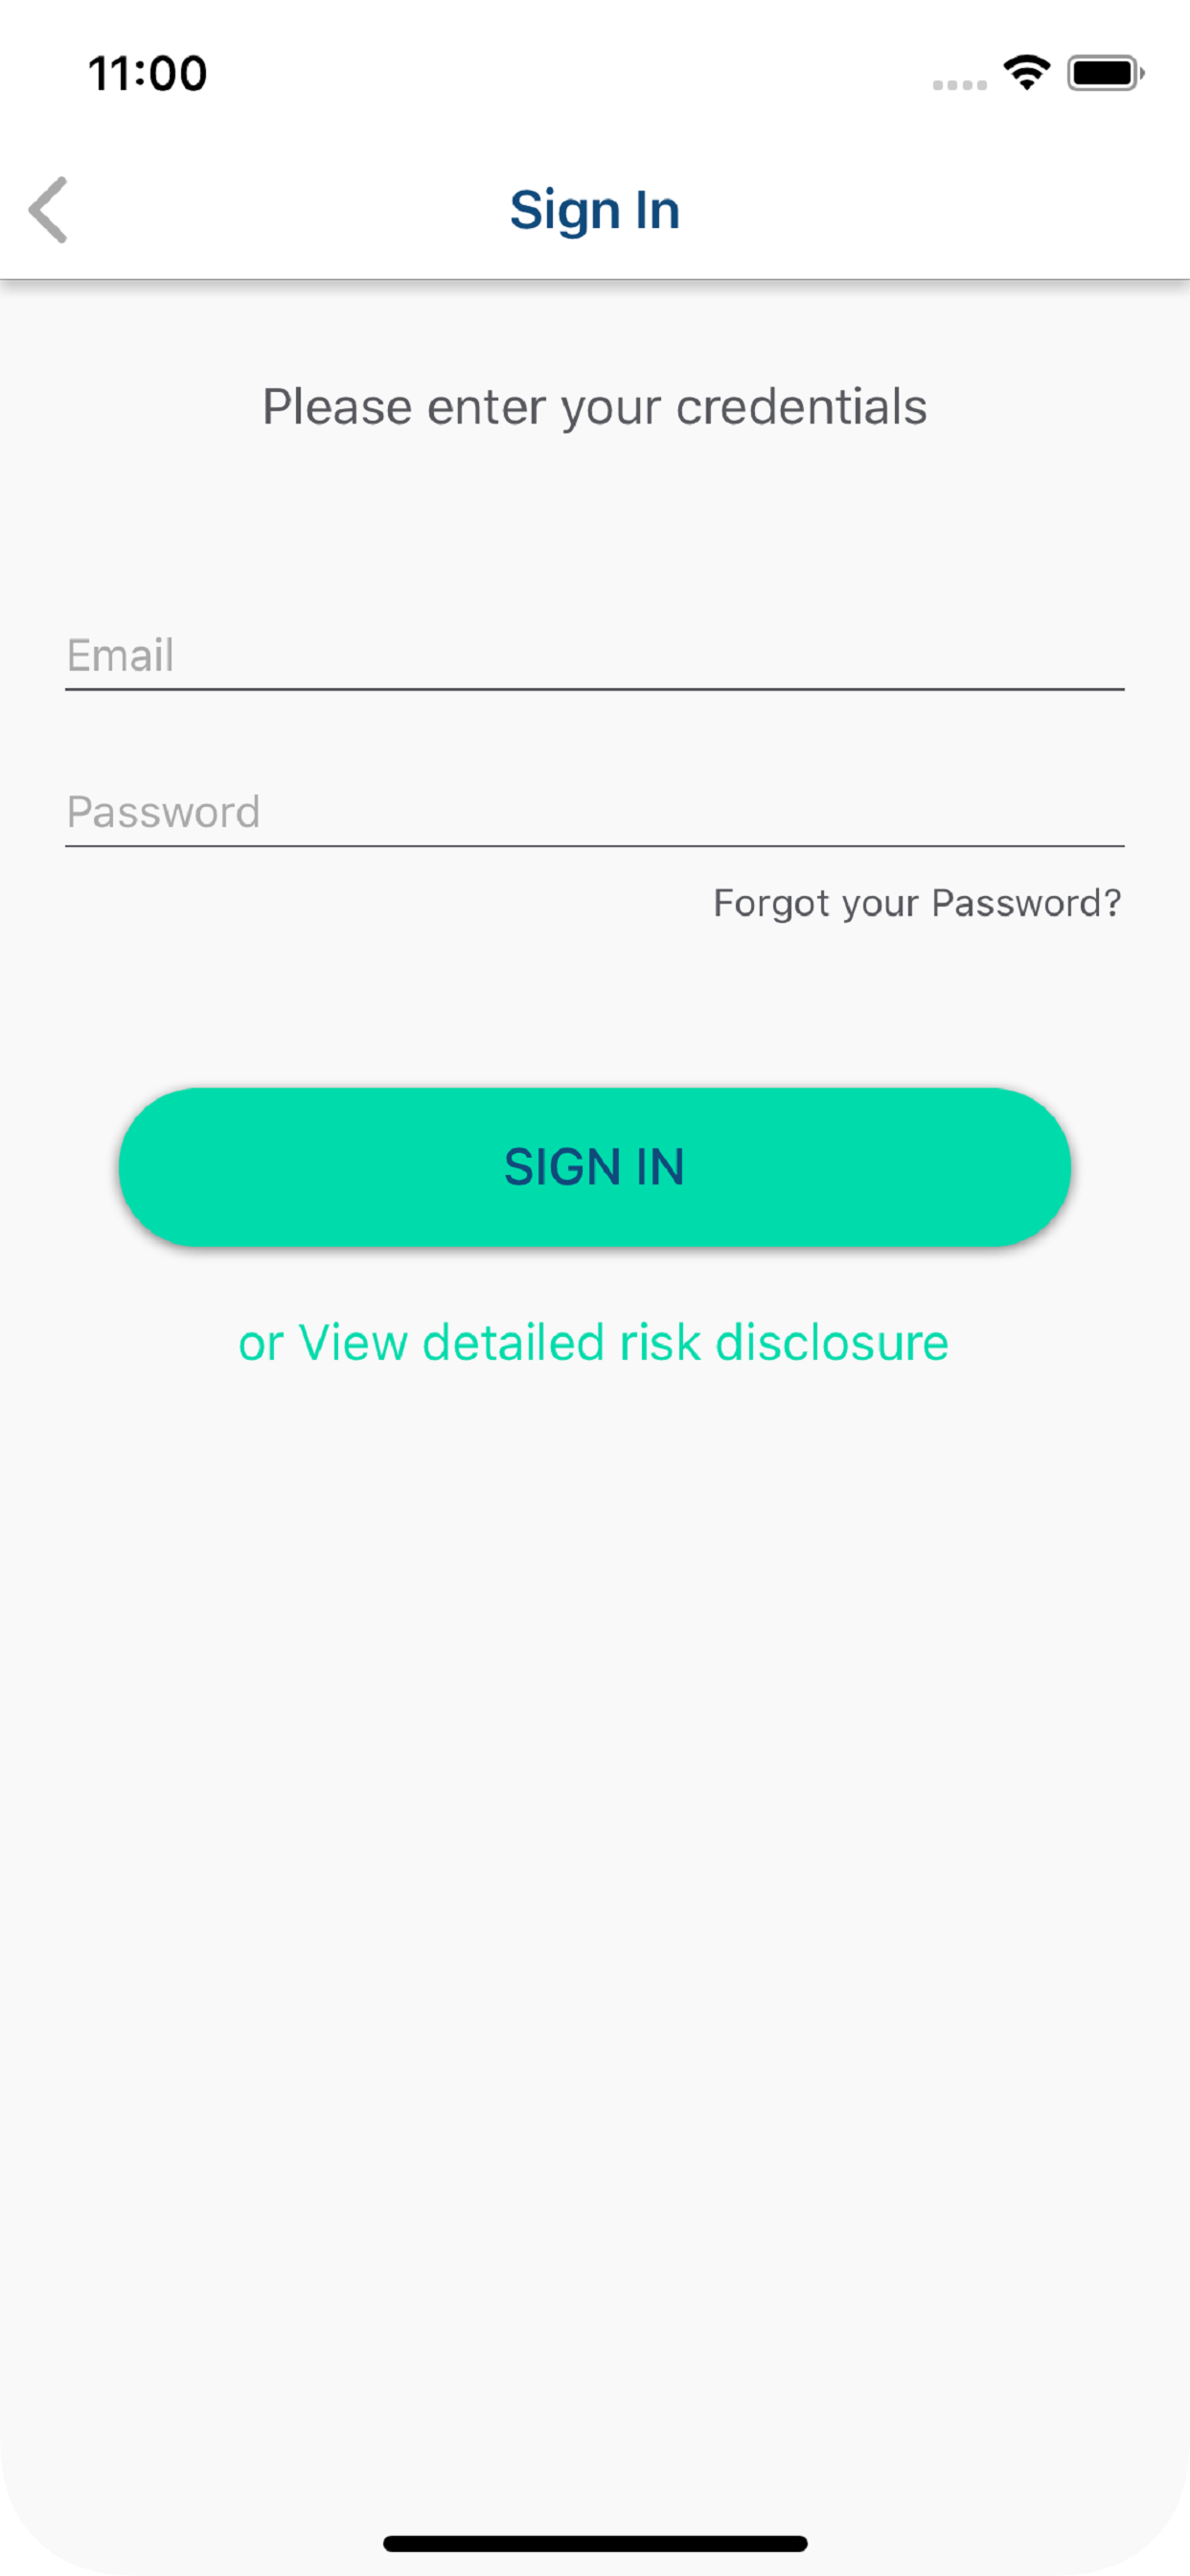 11:00
Sign In
Please enter your credentials
Email
Password
Forgot your Password?
SIGN IN
or View detailed risk disclosure